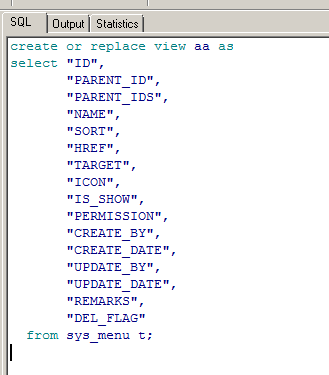 SQL Output Statistics
create or replace view aa as
select "ID",
"PARENT_ID",
"PARENT_IDS",
"NAME",
"SORT",
"HREF",
"TARGET",
"ICON",
"IS_SHOW",
"PERMISSION",
"CREATE_BY",
"CREATE_DATE",
"UPDATE_BY",
"UPDATE_DATE",
"REMARKS",
"DEL_FLAG"
from sys_menu t;